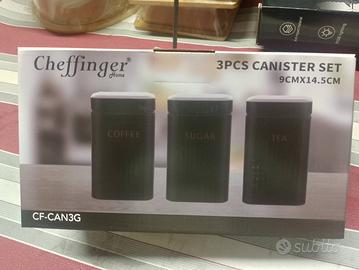 Cheffinger
Home
3PCS CANISTER SET
9CMX14.5CM
COFFEE
SUGAR
TEA
CF-CAN3G
subito